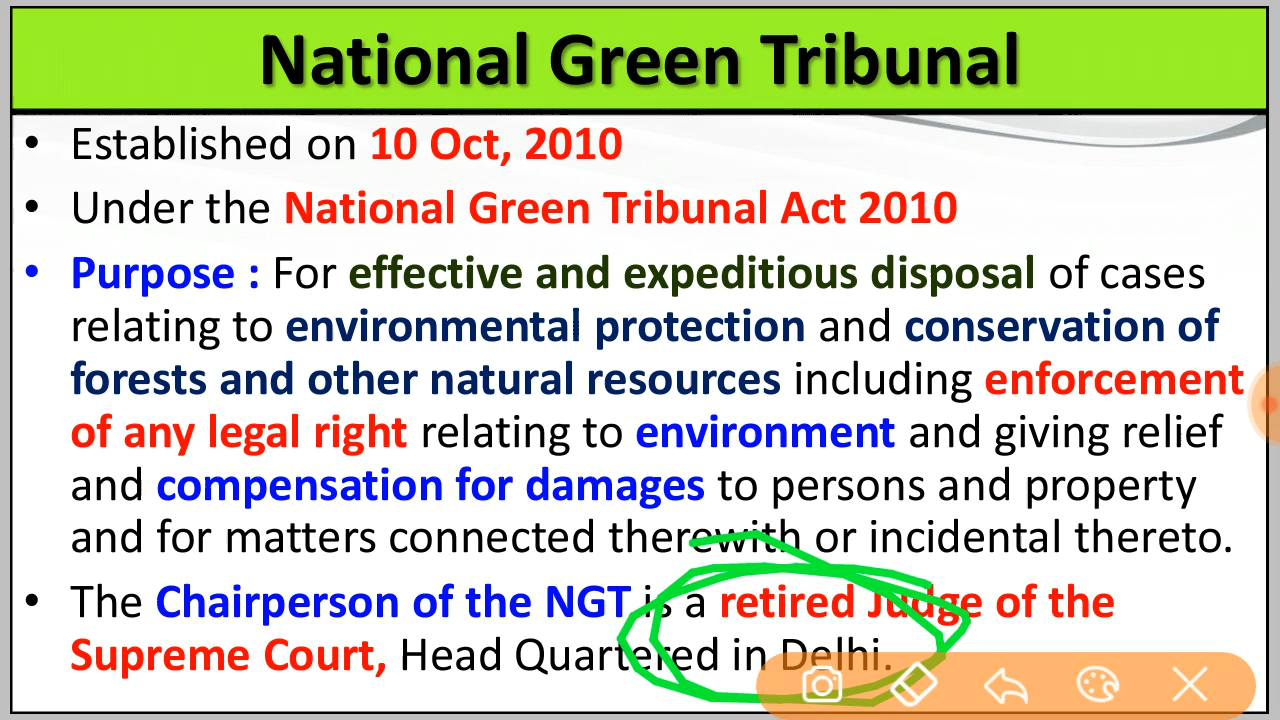 National Green Tribunal
• Established on 10 Oct, 2010
• Under the National Green Tribunal Act 2010
• Purpose : For effective and expeditious disposal of cases
relating to environmental protection and conservation of
forests and other natural resources including enforcement
of any legal right relating to environment and giving relief
and compensation for damages to persons and property
and for matters connected therewith or incidental thereto.
• The Chairperson of the NGT is a retired Judge of the
Supreme Court, Head Quartered in Delhi.